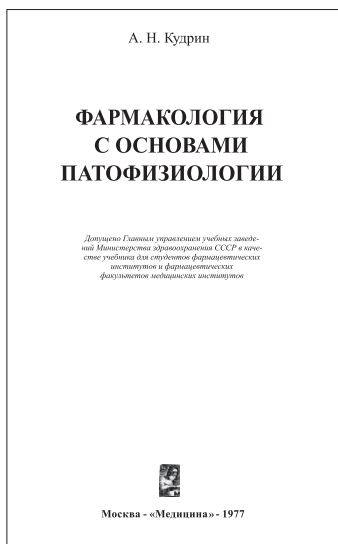 А. Н. Кудрин
ФАРМАКОЛОГИЯ
С ОСНОВАМИ
ПАТОФИЗИОЛОГИИ
Допущено Главным управлением учебных заведе-
ний Министерства здравоохранения СССР в каче-
стве учебника для студентов фармацевтических
институтов и фармацевтических
факультетов медицинских институтов
Москва - «Медицина» - 1977